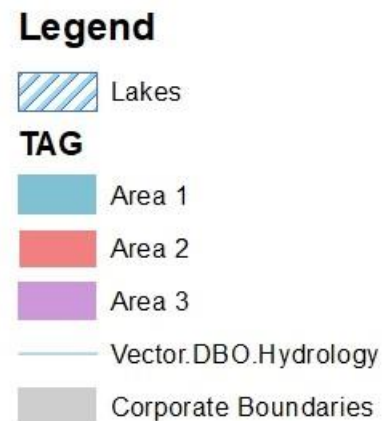 Legend
Lakes
TAG
Area 1
Area 2
Area 3
Vector.DBO.Hydrology
Corporate Boundaries